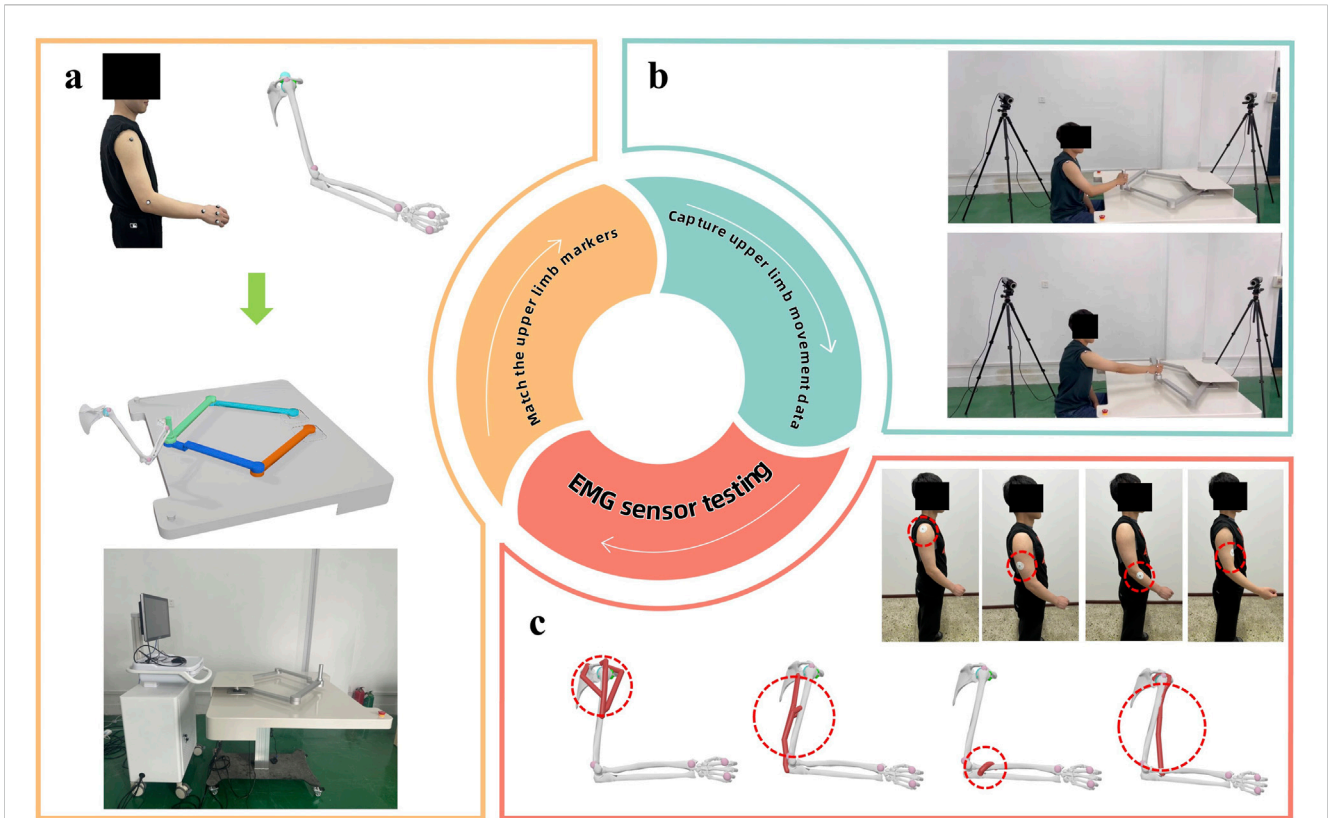 a
b
Match the upper limb markers
Capture upper limb movement data
EMG sensor testing
c